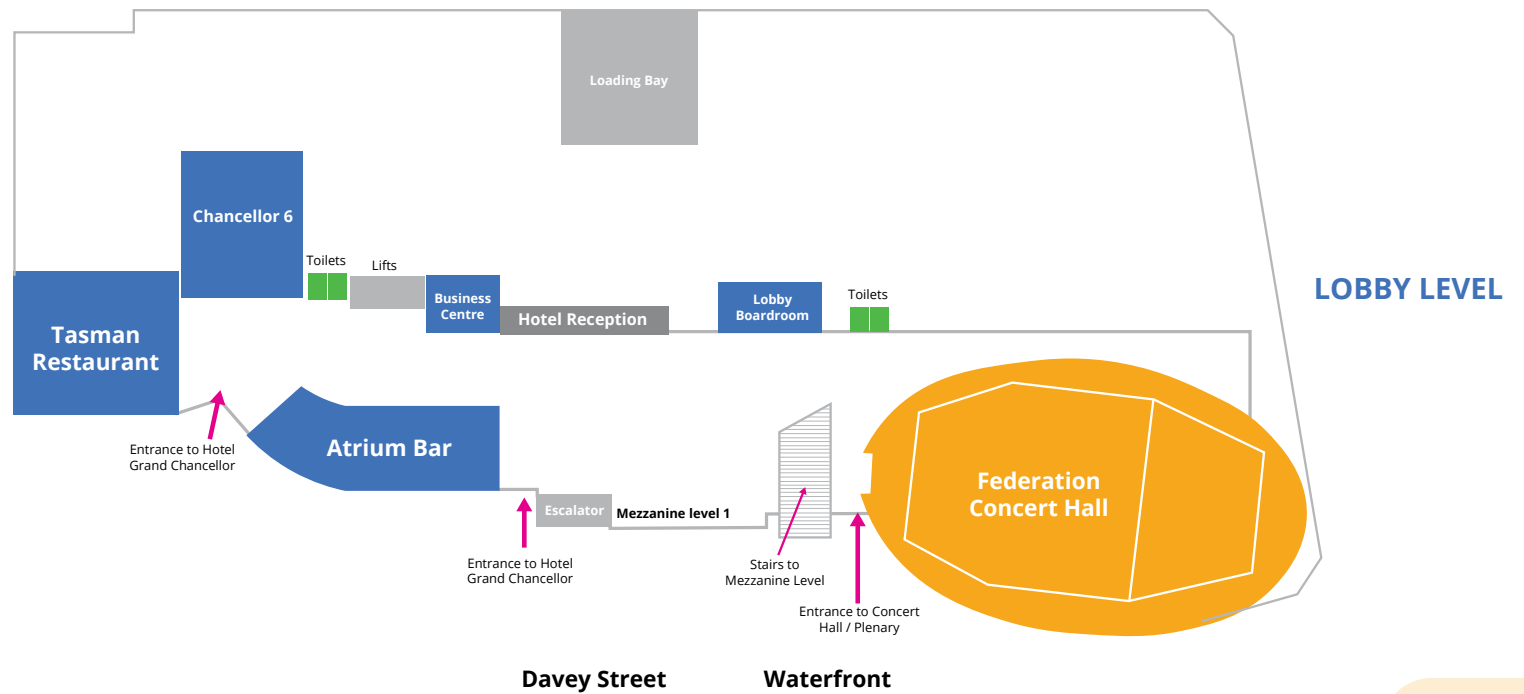 Loading Bay
Chancellor 6
Toilets
Lifts
Business
Centre
Hotel Reception
Lobby
Boardroom
Toilets
LOBBY LEVEL
Tasman
Restaurant
Entrance to Hotel
Grand Chancellor
Atrium Bar
Escalator
Mezzanine level 1
Federation
Concert Hall
Entrance to Hotel
Grand Chancellor
Stairs to
Mezzanine Level
Entrance to Concert
Hall / Plenary
Davey Street
Waterfront